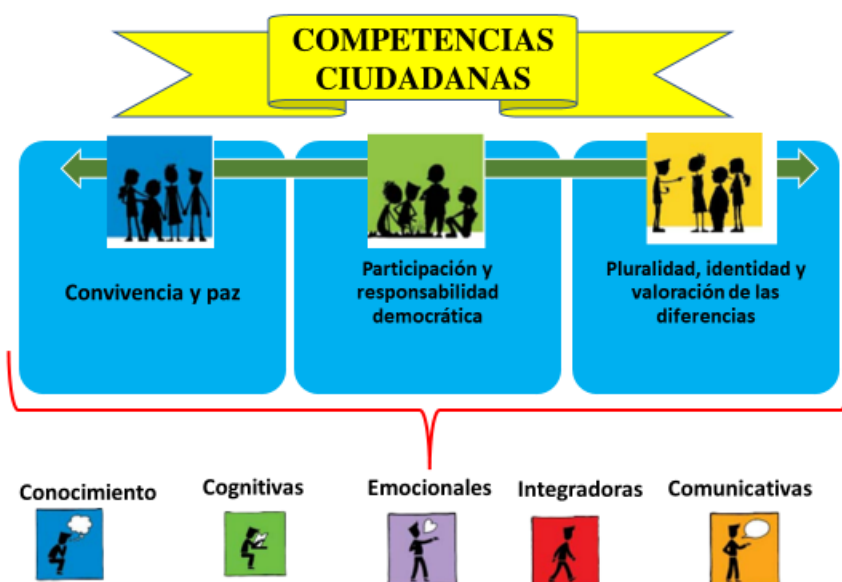 COMPETENCIAS
CIUDADANAS
Convivencia y paz
Participación y
responsabilidad
democrática
Pluralidad, identidad y
valoración de las
diferencias
Conocimiento
Cognitivas
Emocionales
Integradoras
Comunicativas